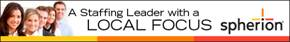 A Staffing Leader with a
LOCAL FOCUS
spherion